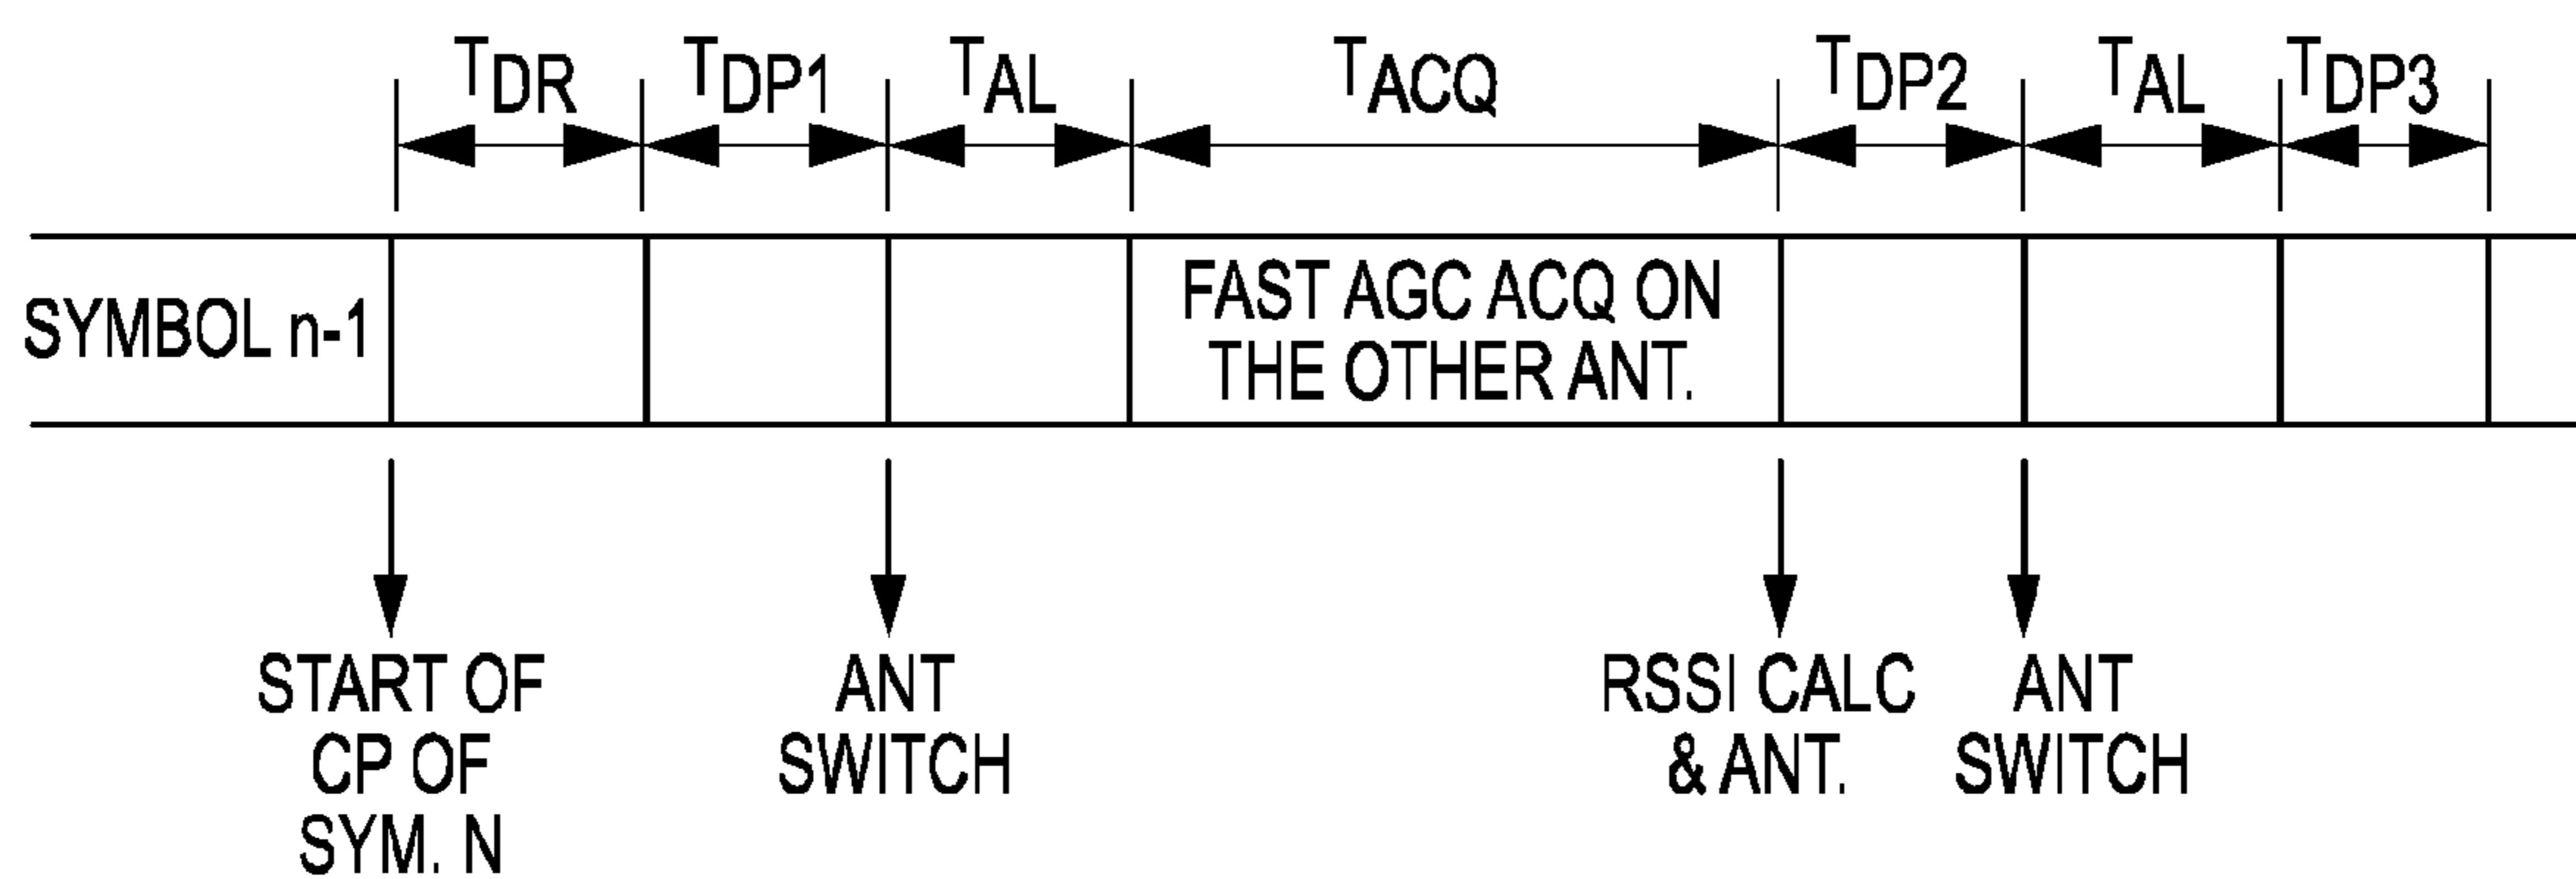 TDR TDP1 TAL TACQ TDP2 TAL TDP3
SYMBOL n-1
FAST AGC ACQ ON
THE OTHER ANT.
START OF
CP OF
SYM. N
ANT
SWITCH
RSSI CALC
& ANT.
ANT
SWITCH